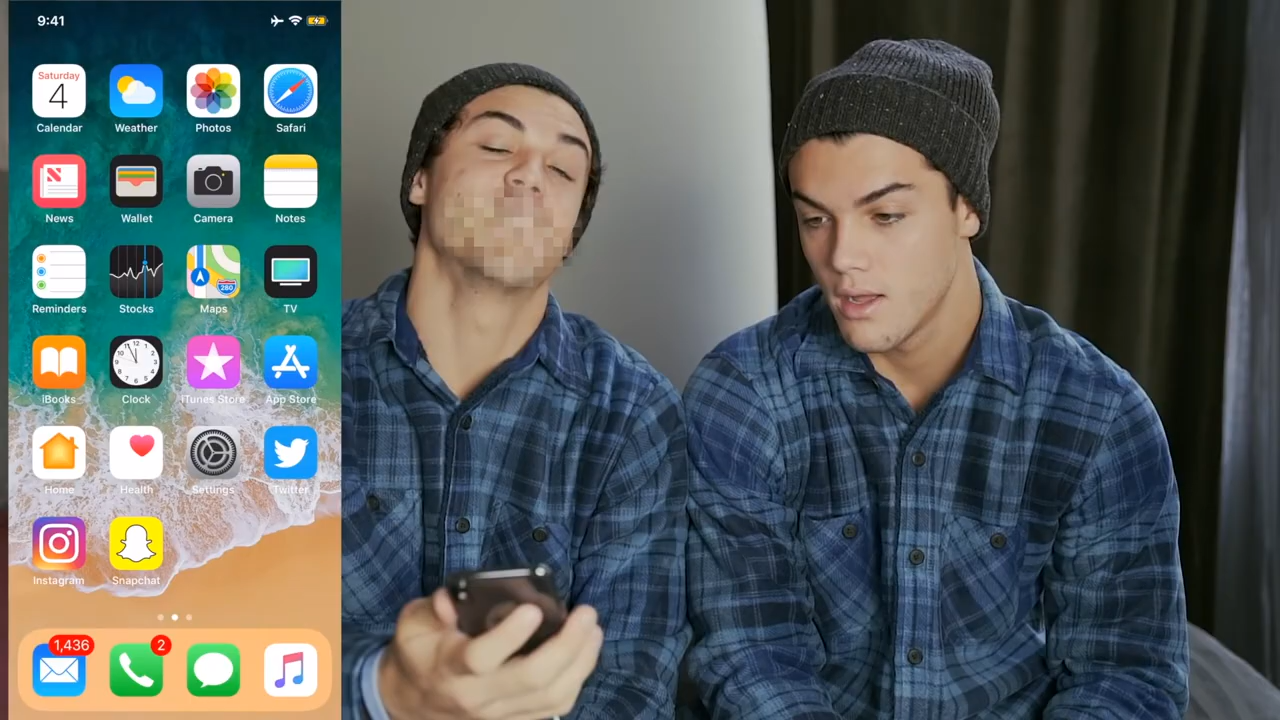 9:41
Saturday
4
Calendar
Weather
Photos
Safari
News
Wallet
Camera
Notes
280
Reminders
Stocks
Maps
TV
iBooks
Clock
iTunes Store
App Store
Home
Health
Settings
Twitter
Instagram
Snapchat
1,436
2